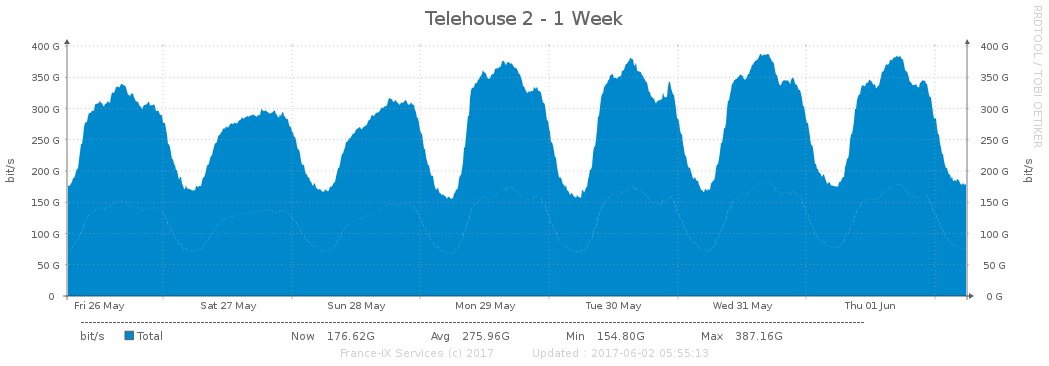 Telehouse 2 - 1 Week
RRDTOOL / TOBI OETIKER
400 G 400 G
350 G 350 G
300 G 300 G
250 G 250 G
200 G 200 G
150 G 150 G
100 G 100 G
50 G 50 G
0 0 G
bit/s bit/s
Fri 26 May Sat 27 May Sun 28 May Mon 29 May Tue 30 May Wed 31 May Thu 01 Jun
bit/s Total Now 176.62G Avg 275.96G Min 154.80G Max 387.16G
France-IX Services (c) 2017 Updated : 2017-06-02 05:55:13